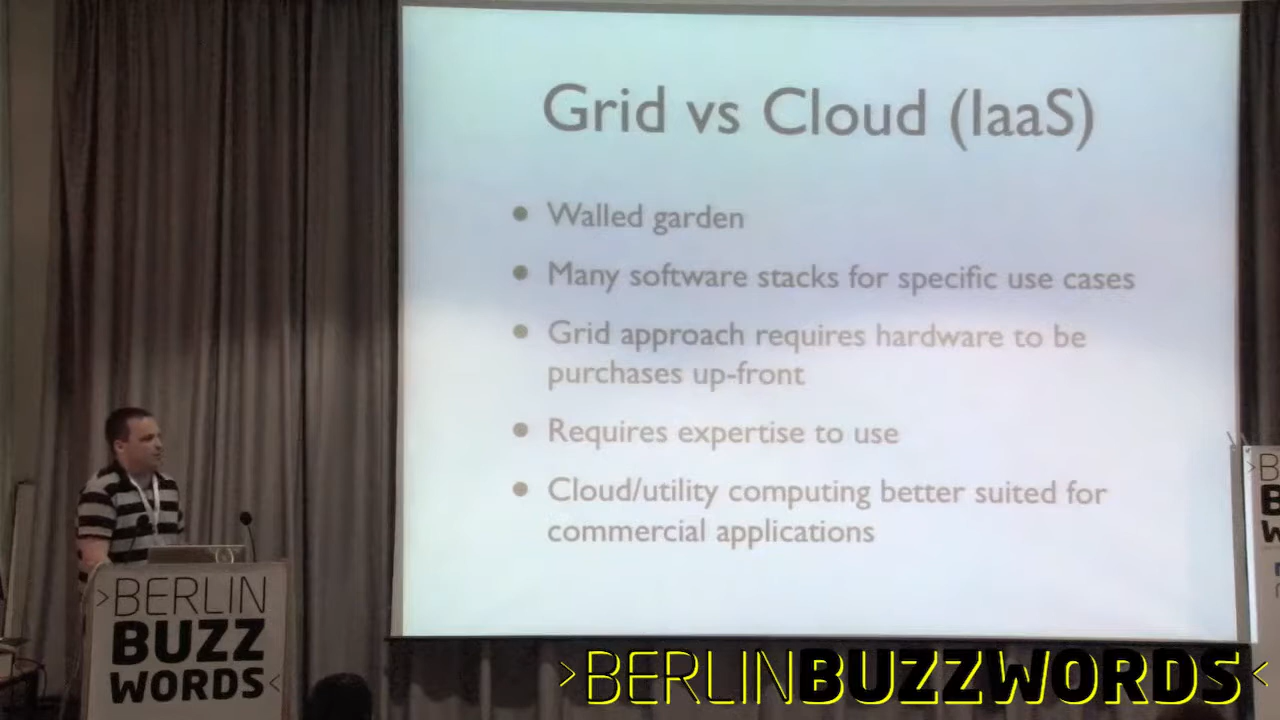 Grid vs Cloud (IaaS)
• Walled garden
• Many software stacks for specific use cases
• Grid approach requires hardware to be
purchases up-front
• Requires expertise to use
• Cloud/utility computing better suited for
commercial applications
>BERLIN
BUZZ
WORDS<
>BERLINBUZZWORDS<